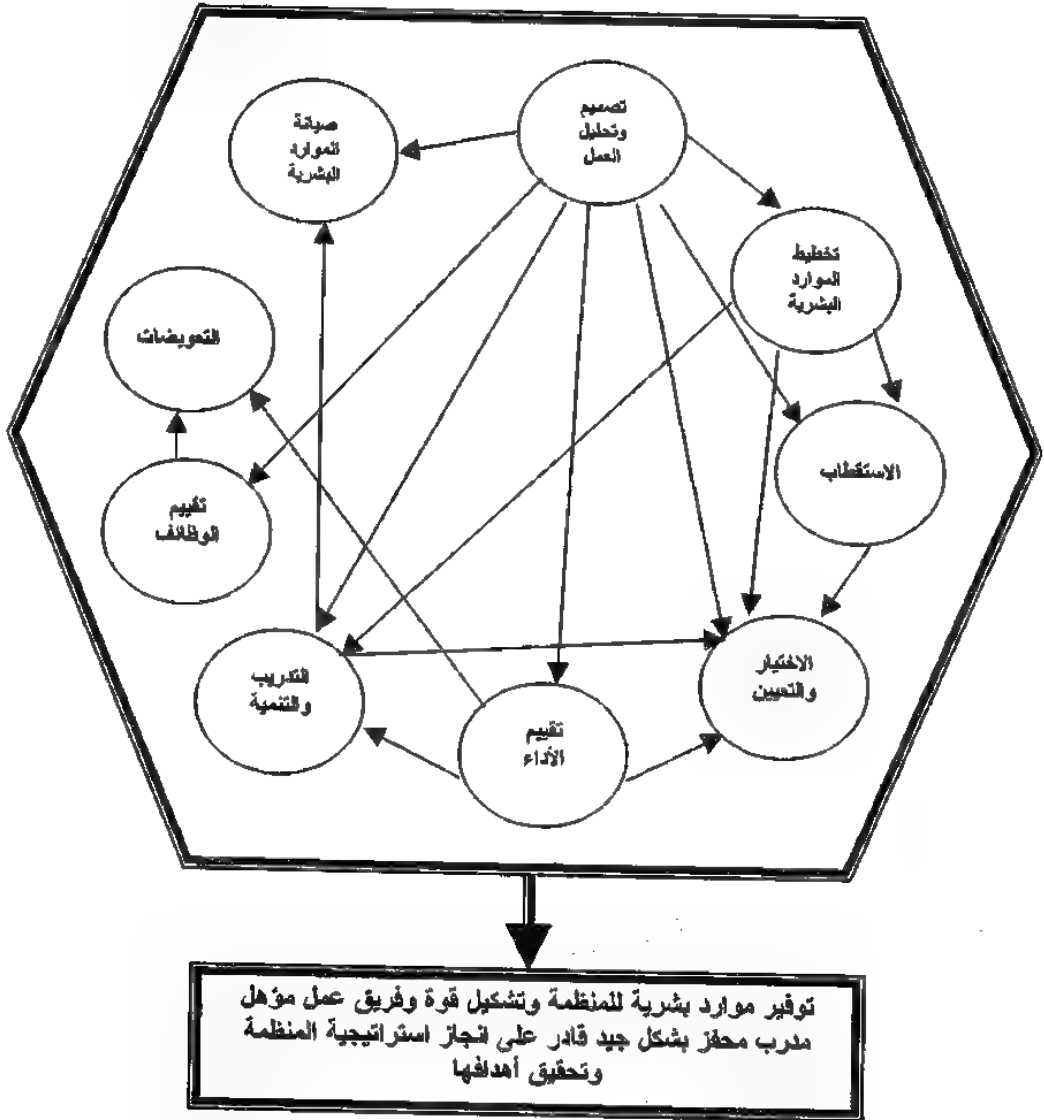 تصميم
وتحليل
العمل
صيانة
الموارد
البشرية
تخطيط
الموارد
البشرية
التعويضات
الاستقطاب
تقييم
الوظائف
الاختيار
والتعيين
التدريب
والتنمية
تقييم
الأداء
توفير موارد بشرية للمنظمة وتشكيل قوة وفريق عمل مؤهل
مدرب محفز بشكل جيد قادر على انجاز استراتيجية المنظمة
وتحقيق أهدافها